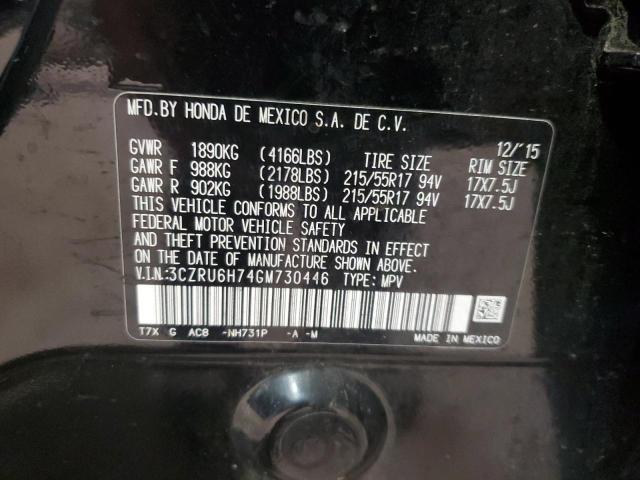 MFD.BY HONDA DE MEXICO S.A. DE C.V.
12/'15
GVWR 1890KG (4166LBS) TIRE SIZE RIM SIZE
GAWR F 988KG (2178LBS) 215/55R17 94V 17X7.5J
GAWR R 902KG (1988LBS) 215/55R17 94V 17X7.5J
THIS VEHICLE CONFORMS TO ALL APPLICABLE
FEDERAL MOTOR VEHICLE SAFETY
AND THEFT PREVENTION STANDARDS IN EFFECT
ON THE DATE OF MANUFACTURE SHOWN ABOVE.
V.I.N.:3CZRU6H74GM730446 TYPE: MPV
T7X G AC8 -NH731P -A -M MADE IN MEXICO